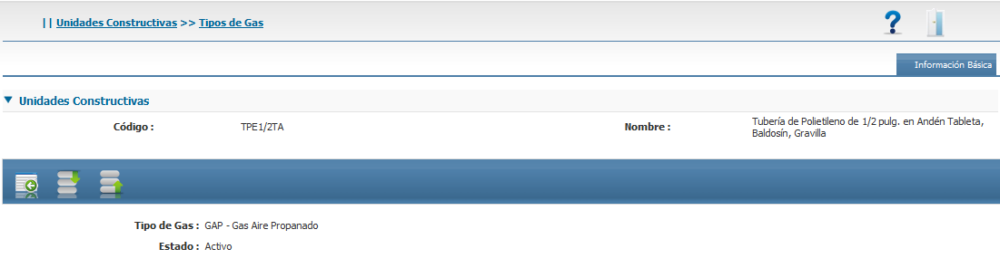 || Unidades Constructivas >> Tipos de Gas
Información Básica
Unidades Constructivas
Código : TPE1/2TA Nombre : Tubería de Polietileno de 1/2 pulg. en Andén Tableta,
Baldosín, Gravilla
Tipo de Gas : GAP - Gas Aire Propanado
Estado : Activo